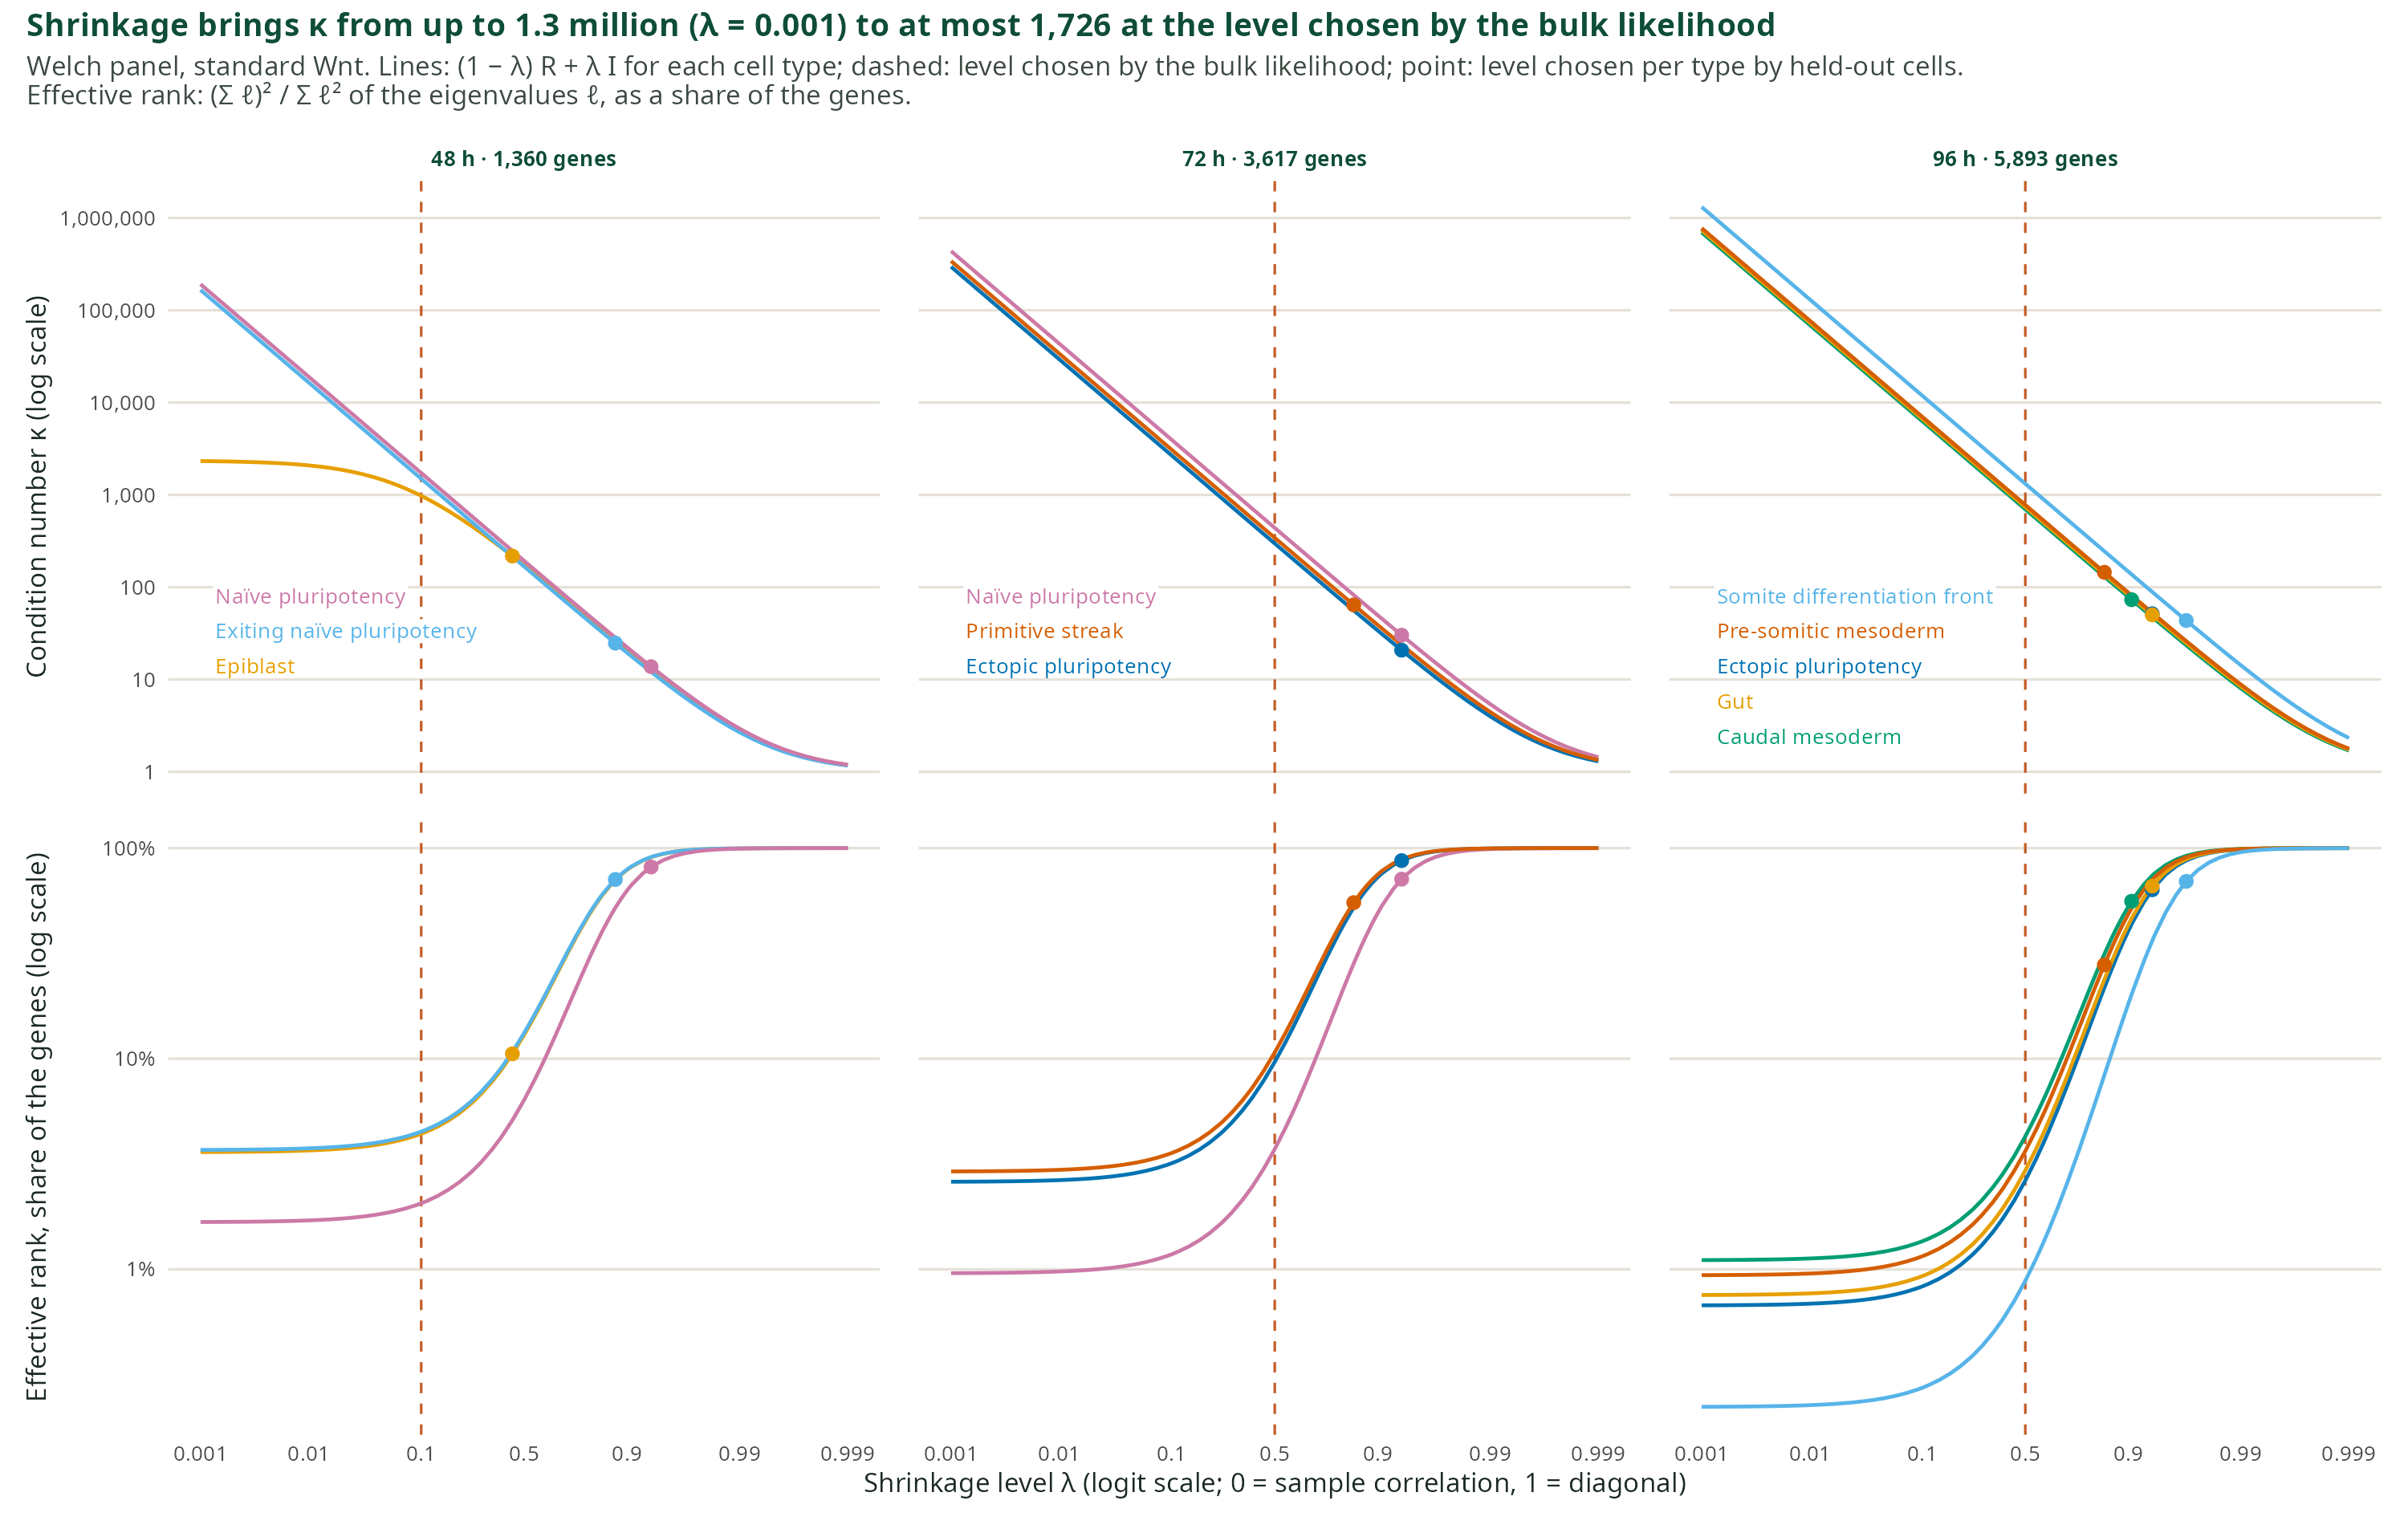 Shrinkage brings κ from up to 1.3 million (λ = 0.001) to at most 1,726 at the level chosen by the bulk likelihood
Welch panel, standard Wnt. Lines: (1 − λ) R + λ I for each cell type; dashed: level chosen by the bulk likelihood; point: level chosen per type by held-out cells.
Effective rank: (Σ ℓ)² / Σ ℓ² of the eigenvalues ℓ, as a share of the genes.
48 h · 1,360 genes
72 h · 3,617 genes
96 h · 5,893 genes
Condition number κ (log scale)
1,000,000
100,000
10,000
1,000
100
10
1
Naïve pluripotency
Exiting naïve pluripotency
Epiblast
Naïve pluripotency
Primitive streak
Ectopic pluripotency
Somite differentiation front
Pre-somitic mesoderm
Ectopic pluripotency
Gut
Caudal mesoderm
Effective rank, share of the genes (log scale)
100%
10%
1%
0.001 0.01 0.1 0.5 0.9 0.99 0.999
0.001 0.01 0.1 0.5 0.9 0.99 0.999
0.001 0.01 0.1 0.5 0.9 0.99 0.999
Shrinkage level λ (logit scale; 0 = sample correlation, 1 = diagonal)